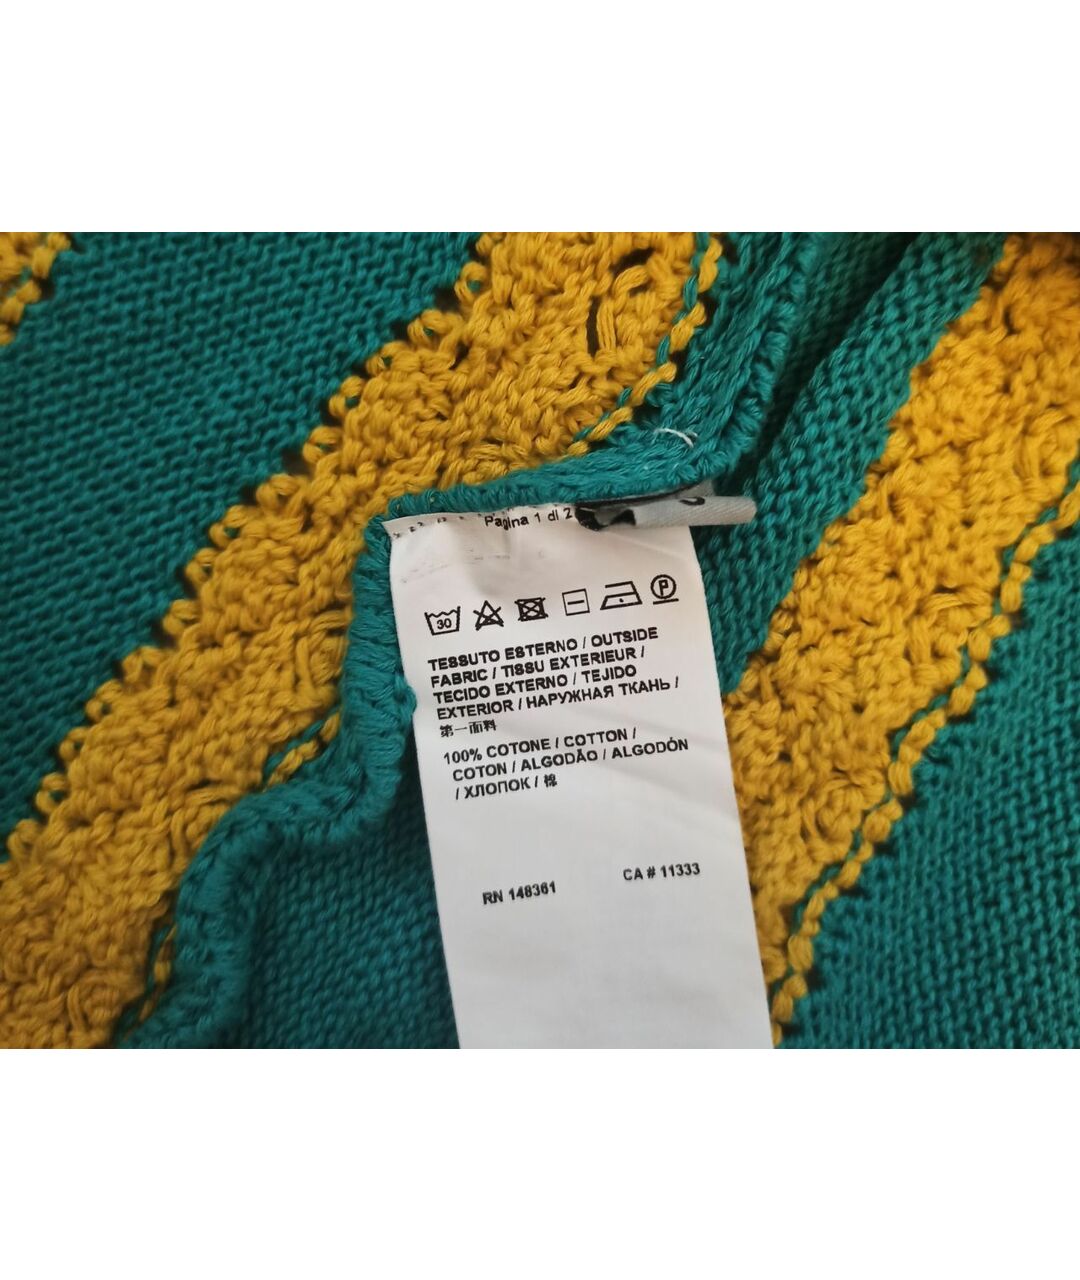 Pagina 1 di 2
30
P
TESSUTO ESTERNO / OUTSIDE
FABRIC / TISSU EXTERIEUR /
TECIDO EXTERNO / TEJIDO
EXTERIOR / НАРУЖНАЯ ТКАНЬ /
第一面料
100% COTONE / COTTON /
COTON / ALGODÃO / ALGODÓN
/ ХЛОПОК / 棉
RN 148361
CA # 11333